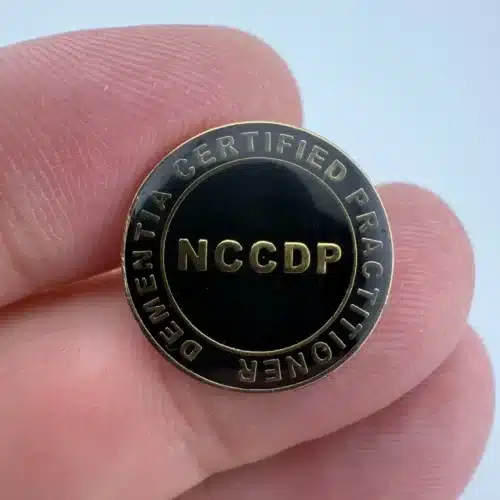 DEMENTIA CERTIFIED PRACTITIONER
NCCDP